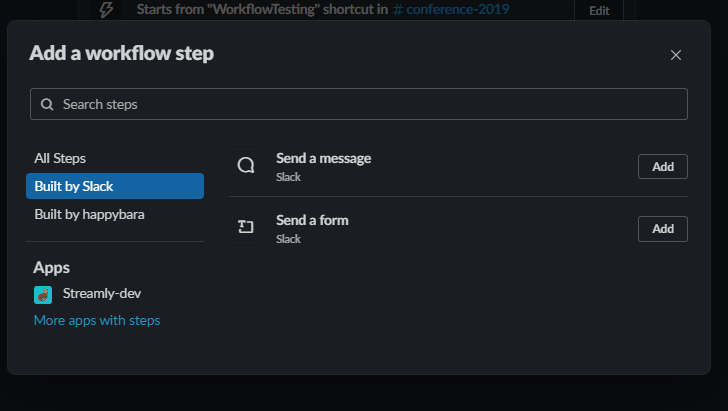 Starts from "WorkflowTesting" shortcut in # conference-2019
Edit
Add a workflow step
Search steps
All Steps
Built by Slack
Built by happybara
Apps
Streamly-dev
More apps with steps
Send a message
Slack
Add
Send a form
Slack
Add